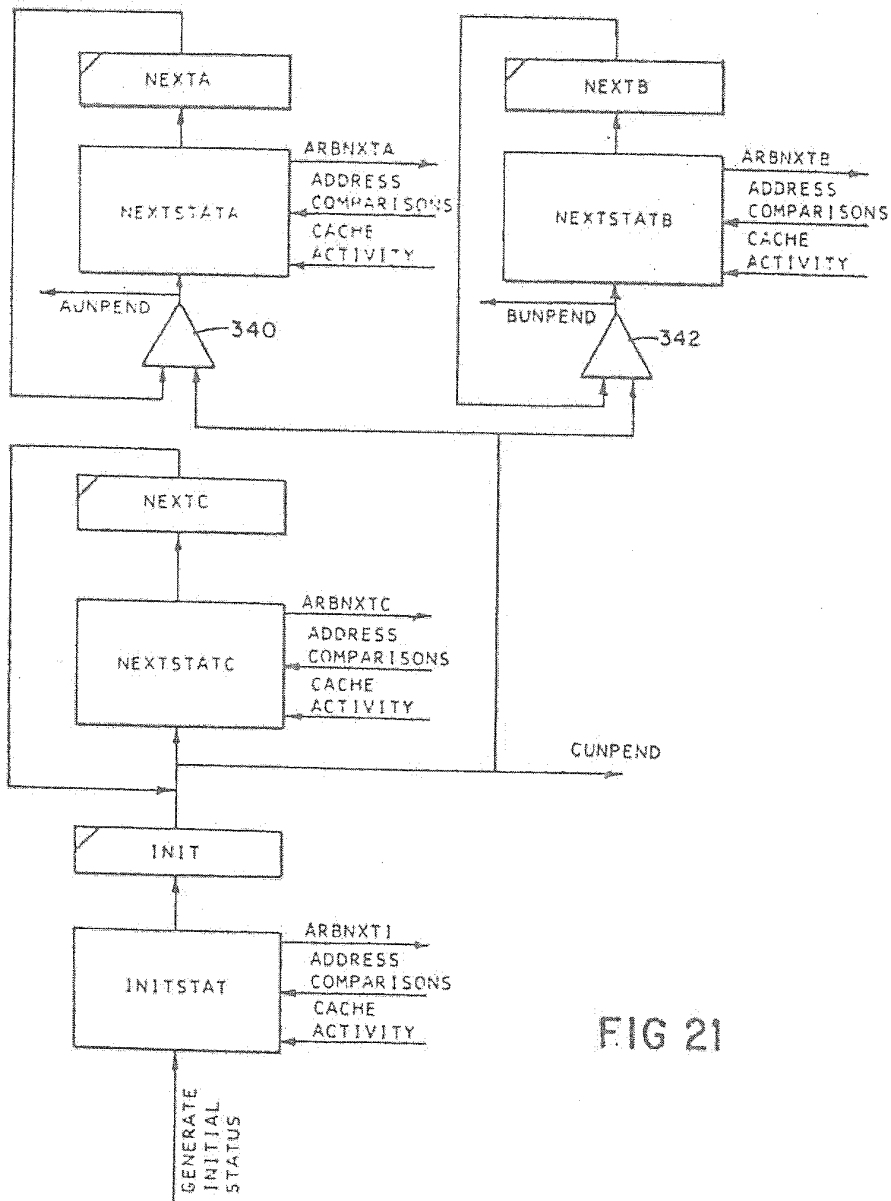 NEXTA
NEXTSTATA
ARBNXTA
ADDRESS
COMPARISONS
CACHE
ACTIVITY
AUNPEND
340
NEXTB
NEXTSTATB
ARBNXTB
ADDRESS
COMPARISONS
CACHE
ACTIVITY
BUNPEND
342
NEXTC
NEXTSTATC
ARBNXTC
ADDRESS
COMPARISONS
CACHE
ACTIVITY
CUNPEND
INIT
INITSTAT
ARBNXTI
ADDRESS
COMPARISONS
CACHE
ACTIVITY
GENERATE
INITIAL
STATUS
FIG 21